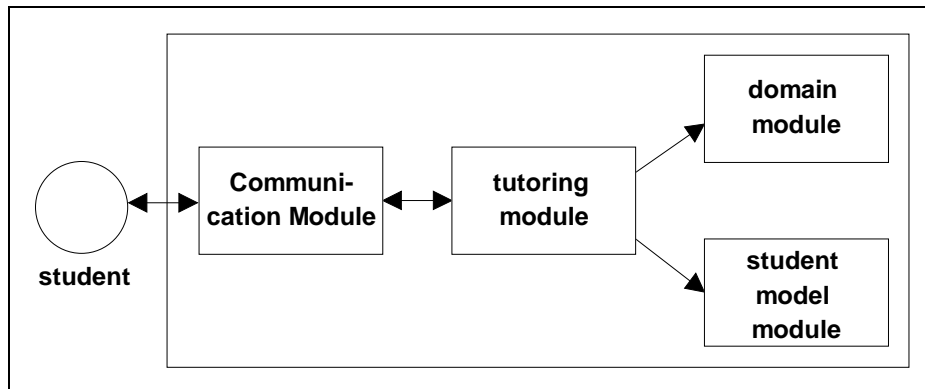 student
Communi-
cation Module
tutoring
module
domain
module
student
model
module